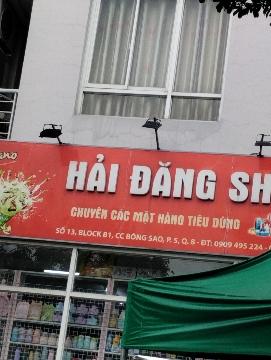 HẢI ĐĂNG SH
CHUYÊN CÁC MẶT HÀNG TIÊU DÙNG
SỐ 13, BLOCK B1, CC BÔNG SAO, P. 5, Q. 8 - ĐT: 0909 495 224 -